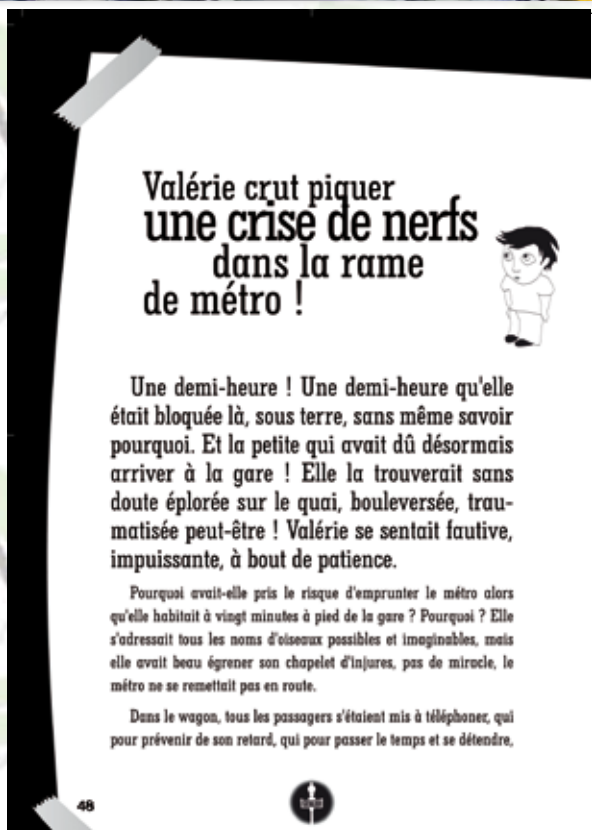 Valérie crut piquer
une crise de nerfs
dans la rame
de métro !
Une demi-heure ! Une demi-heure qu'elle
était bloquée là, sous terre, sans même savoir
pourquoi. Et la petite qui avait dû désormais
arriver à la gare ! Elle la trouverait sans
doute éplorée sur le quai, bouleversée, trau-
matisée peut-être ! Valérie se sentait fautive,
impuissante, à bout de patience.
Pourquoi avait-elle pris le risque d'emprunter le métro alors
qu'elle habitait à vingt minutes à pied de la gare ? Pourquoi ? Elle
s'adressait tous les noms d'oiseaux possibles et imaginables, mais
elle avait beau égrener son chapelet d'injures, pas de miracle, le
métro ne se remettait pas en route.
Dans le wagon, tous les passagers s'étaient mis à téléphoner, qui
pour prévenir de son retard, qui pour passer le temps et se détendre,
48